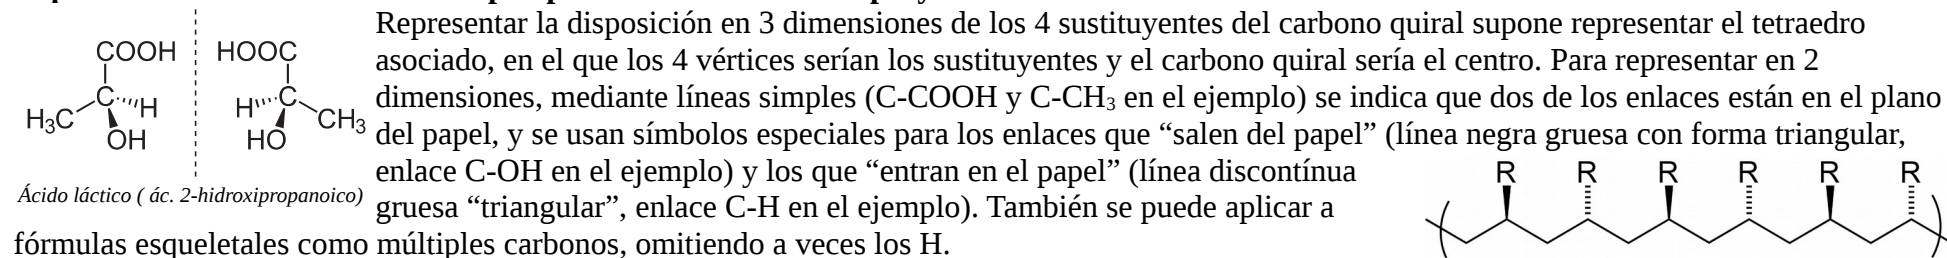 Representar la disposición en 3 dimensiones de los 4 sustituyentes del carbono quiral supone representar el tetraedro
asociado, en el que los 4 vértices serían los sustituyentes y el carbono quiral sería el centro. Para representar en 2
dimensiones, mediante líneas simples (C-COOH y C-CH₃ en el ejemplo) se indica que dos de los enlaces están en el plano
del papel, y se usan símbolos especiales para los enlaces que “salen del papel” (línea negra gruesa con forma triangular,
enlace C-OH en el ejemplo) y los que “entran en el papel” (línea discontínua
gruesa “triangular”, enlace C-H en el ejemplo). También se puede aplicar a
fórmulas esqueletales como múltiples carbonos, omitiendo a veces los H.
COOH HOOC
C H H C
H₃C CH₃
OH HO
Ácido láctico ( ác. 2-hidroxipropanoico)
R R R R R R